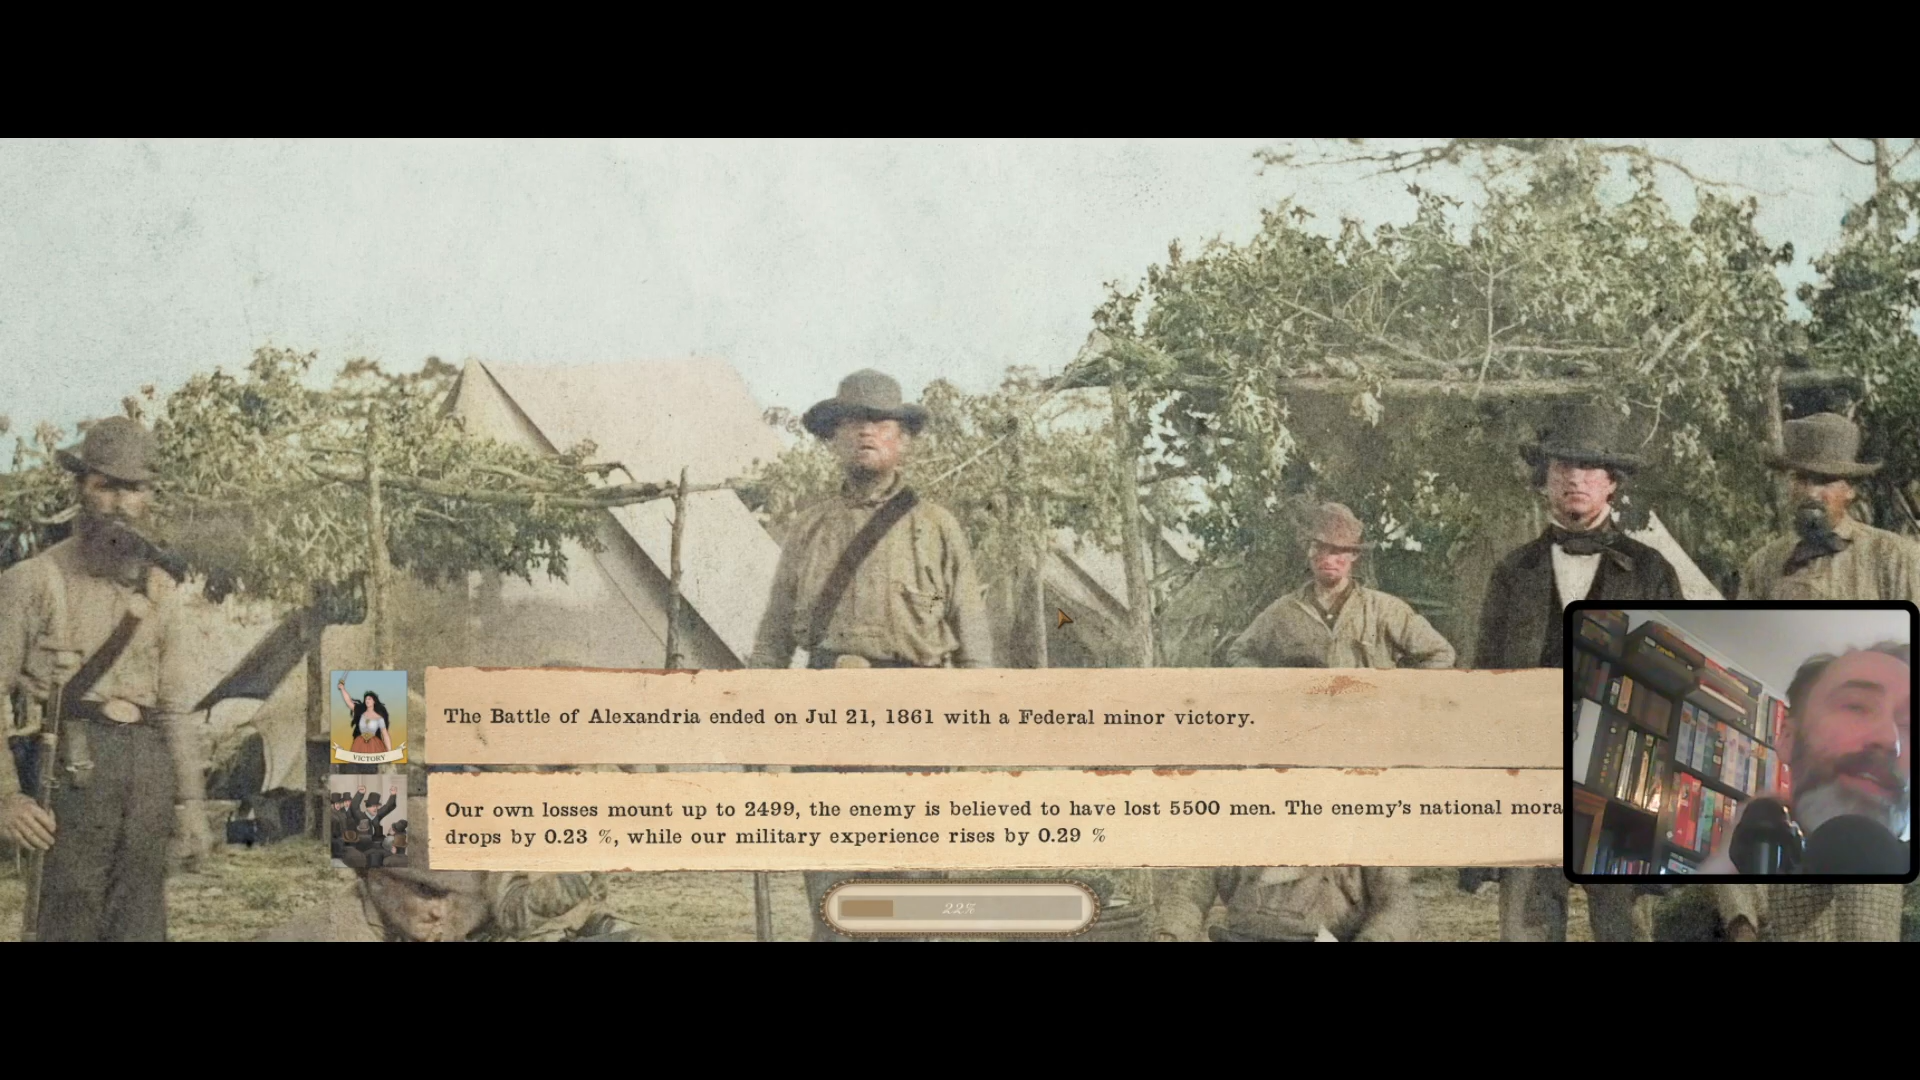 The Battle of Alexandria ended on Jul 21, 1861 with a Federal minor victory.
VICTORY
Our own losses mount up to 2499, the enemy is believed to have lost 5500 men. The enemy's national mora
drops by 0.23 %, while our military experience rises by 0.29 %
22%